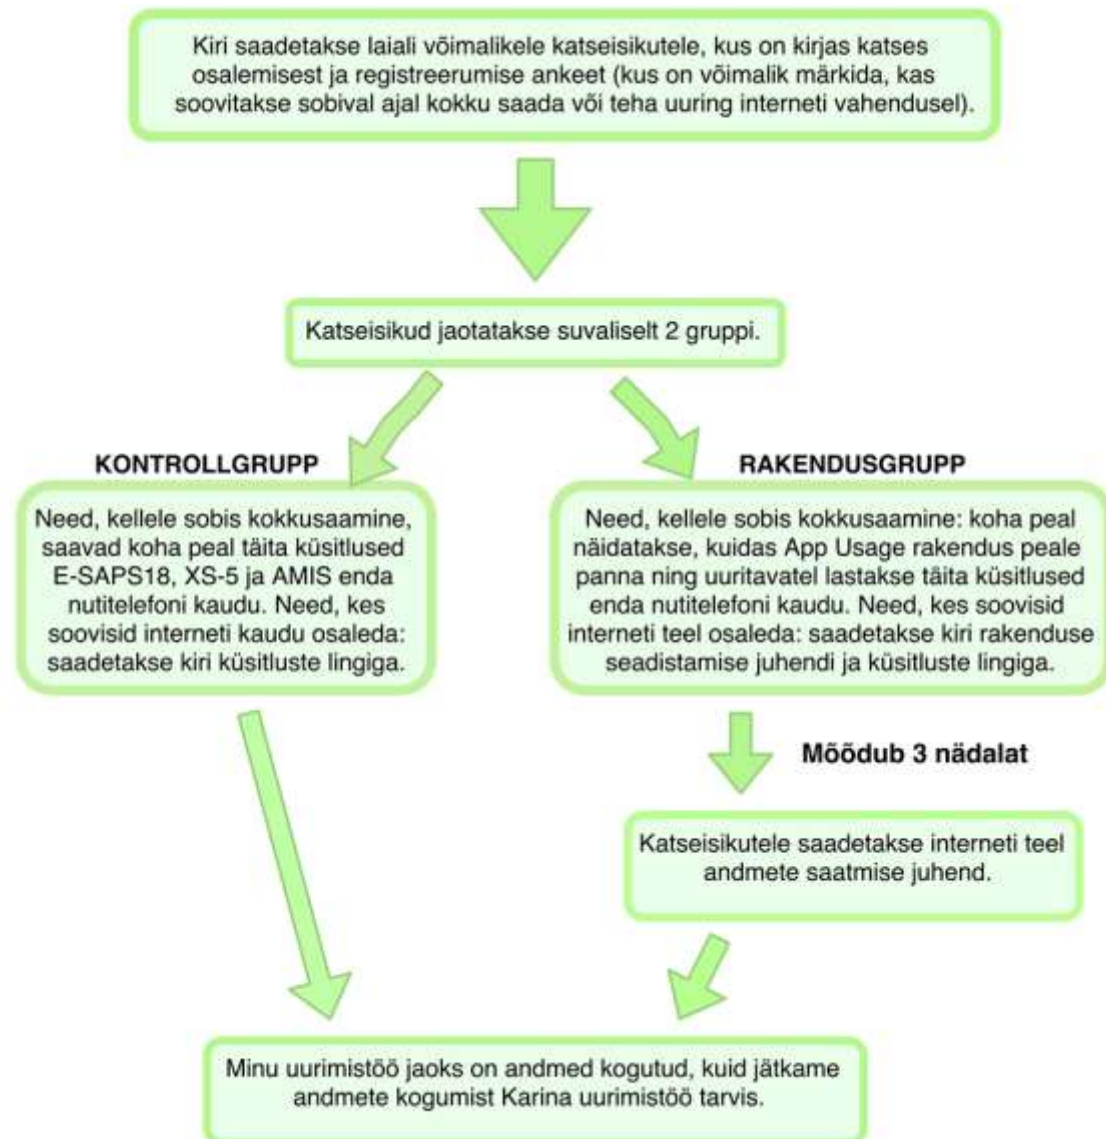 Kiri saadetakse laiali võimalikele katseisikutele, kus on kirjas katses
osalemisest ja registreerumise ankeet (kus on võimalik märkida, kas
soovitakse sobival ajal kokku saada või teha uuring interneti vahendusel).
Katseisikud jaotatakse suvaliselt 2 gruppi.
KONTROLLGRUPP
Need, kellele sobis kokkusaamine,
saavad koha peal täita küsitlused
E-SAPS18, XS-5 ja AMIS enda
nutitelefoni kaudu. Need, kes
soovisid interneti kaudu osaleda:
saadetakse kiri küsitluste lingiga.
RAKENDUSGRUPP
Need, kellele sobis kokkusaamine: koha peal
näidatakse, kuidas App Usage rakendus peale
panna ning uuritavatel lastakse täita küsitlused
enda nutitelefoni kaudu. Need, kes soovisid
interneti teel osaleda: saadetakse kiri rakenduse
seadistamise juhendi ja küsitluste lingiga.
Mõõdub 3 nädalat
Katseisikutele saadetakse interneti teel
andmete saatmise juhend.
Minu uurimistöö jaoks on andmed kogutud, kuid jätkame
andmete kogumist Karina uurimistöö tarvis.